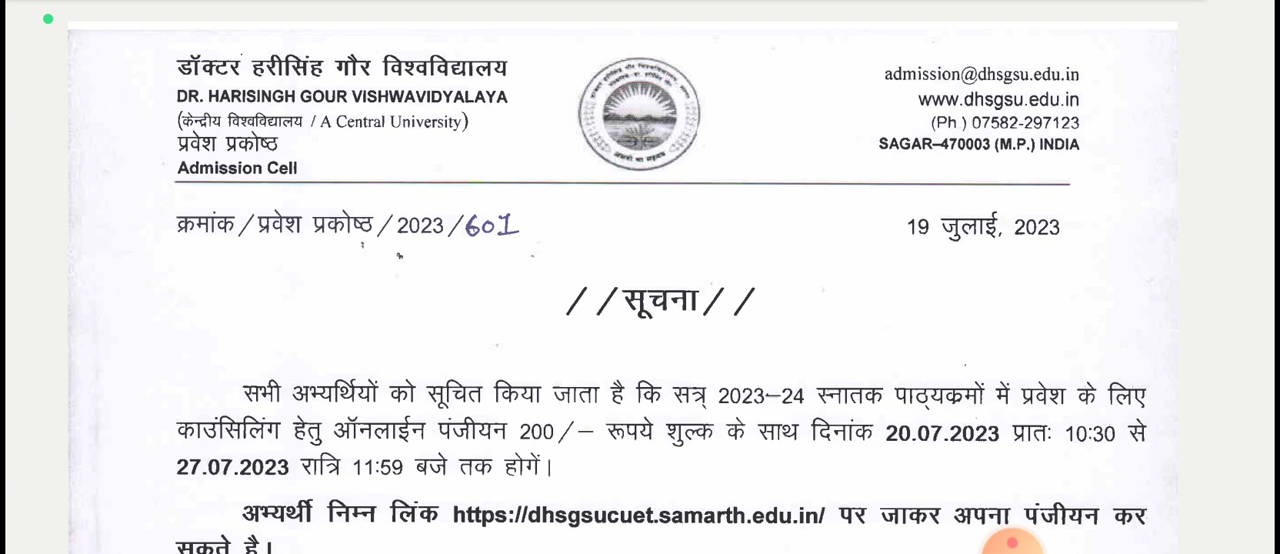 डॉक्टर हरीसिंह गौर विश्वविद्यालय
DR. HARISINGH GOUR VISHWAVIDYALAYA
(केन्द्रीय विश्वविद्यालय / A Central University)
प्रवेश प्रकोष्ठ
Admission Cell
admission@dhsgsu.edu.in
www.dhsgsu.edu.in
(Ph ) 07582-297123
SAGAR–470003 (M.P.) INDIA
क्रमांक / प्रवेश प्रकोष्ठ / 2023 / 601
19 जुलाई, 2023
/ / सूचना / /
सभी अभ्यर्थियों को सूचित किया जाता है कि सत्र् 2023–24 स्नातक पाठ्यकमों में प्रवेश के लिए
काउंसिलिंग हेतु ऑनलाईन पंजीयन 200 /– रूपये शुल्क के साथ दिनांक 20.07.2023 प्रातः 10:30 से
27.07.2023 रात्रि 11:59 बजे तक होगें।
अभ्यर्थी निम्न लिंक https://dhsgsucuet.samarth.edu.in/ पर जाकर अपना पंजीयन कर
सकते है।